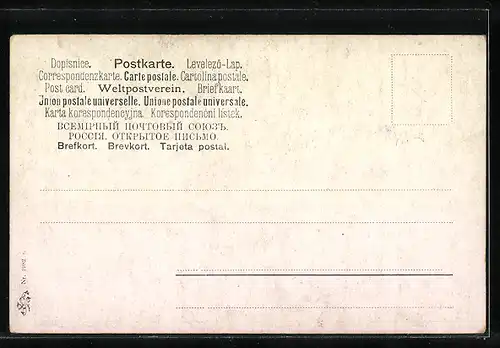 Dopisnice. Postkarte. Levelező-Lap.
Correspondenzkarte. Carte postale. Cartolina postale.
Post card. Weltpostverein. Briefkaart.
Union postale universelle. Unione postale universale.
Karta korespondencyjna. Korespondenční lístek.
ВСЕМІРНЫЙ ПОЧТОВЫЙ СОЮЗЪ.
РОССІЯ. ОТКРЫТОЕ ПИСЬМО.
Brefkort. Brevkort. Tarjeta postal.
Nr.